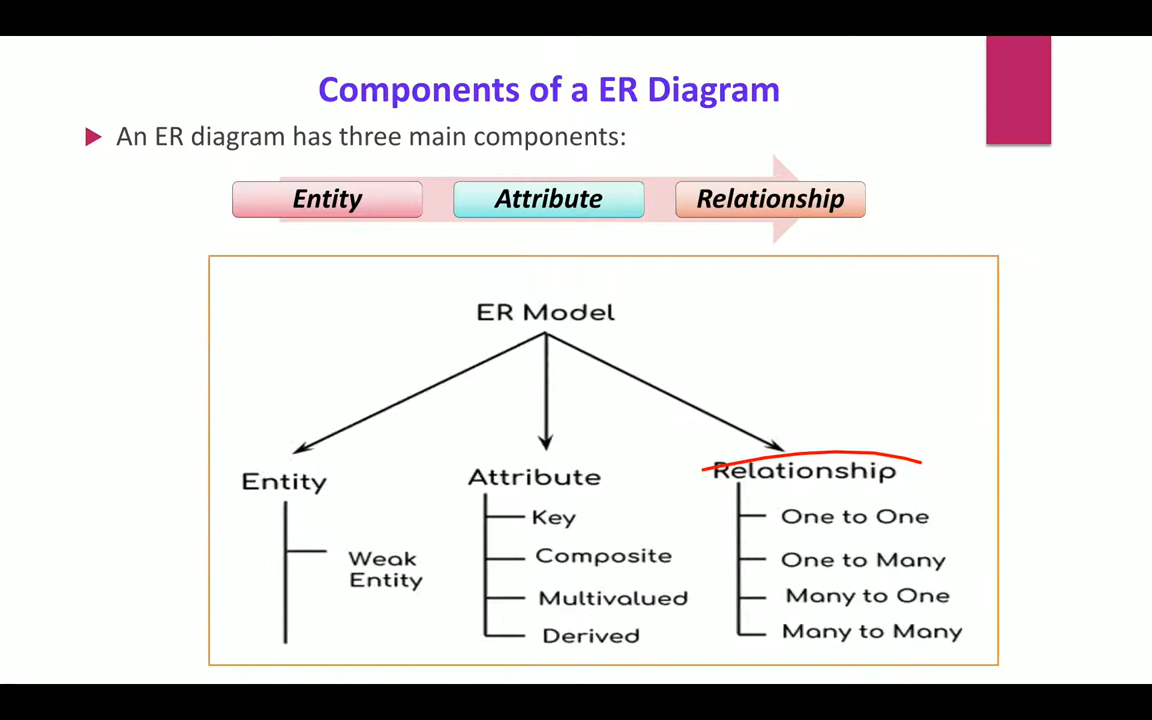 Components of a ER Diagram
An ER diagram has three main components:
Entity Attribute Relationship
ER Model
Entity
Weak
Entity
Attribute
Key
Composite
Multivalued
Derived
Relationship
One to One
One to Many
Many to One
Many to Many